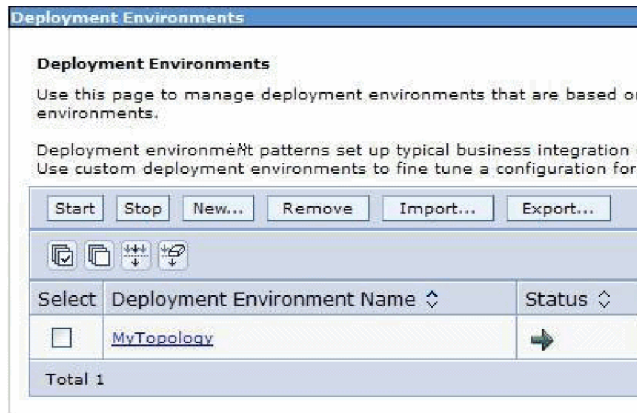 Deployment Environments
Deployment Environments
Use this page to manage deployment environments that are based o
environments.
Deployment environment patterns set up typical business integration
Use custom deployment environments to fine tune a configuration for
Start Stop New... Remove Import... Export...
Select Deployment Environment Name Status
MyTopology
Total 1